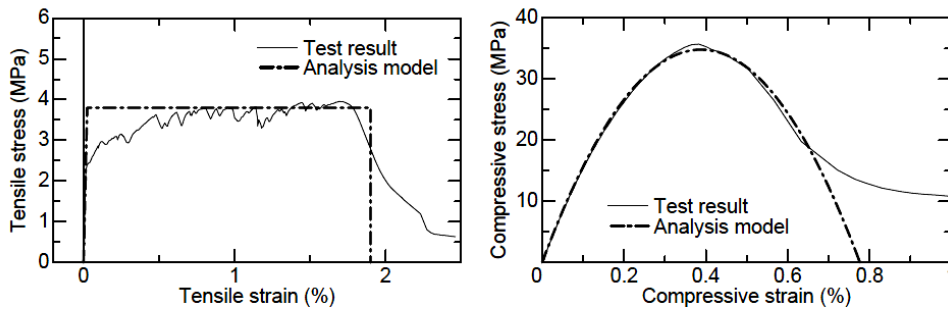 6
5
4
3
2
1
0
Tensile stress (MPa)
Test result
Analysis model
0
1
2
Tensile strain (%)
40
30
20
10
Compressive stress (MPa)
Test result
Analysis model
0
0.2
0.4
0.6
0.8
1
Compressive strain (%)